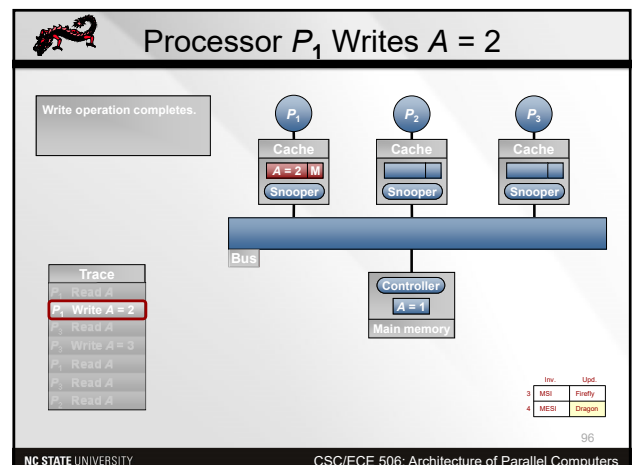 Processor P1 Writes A = 2
Write operation completes.
P1
P2
P3
Cache
Cache
Cache
A = 2 M
Snooper
Snooper
Snooper
Bus
Controller
A = 1
Main memory
Trace
P1 Read A
P1 Write A = 2
P3 Read A
P3 Write A = 3
P1 Read A
P3 Read A
P2 Read A
Inv. Upd.
3 MSI Firefly
4 MESI Dragon
96
NC STATE UNIVERSITY
CSC/ECE 506: Architecture of Parallel Computers